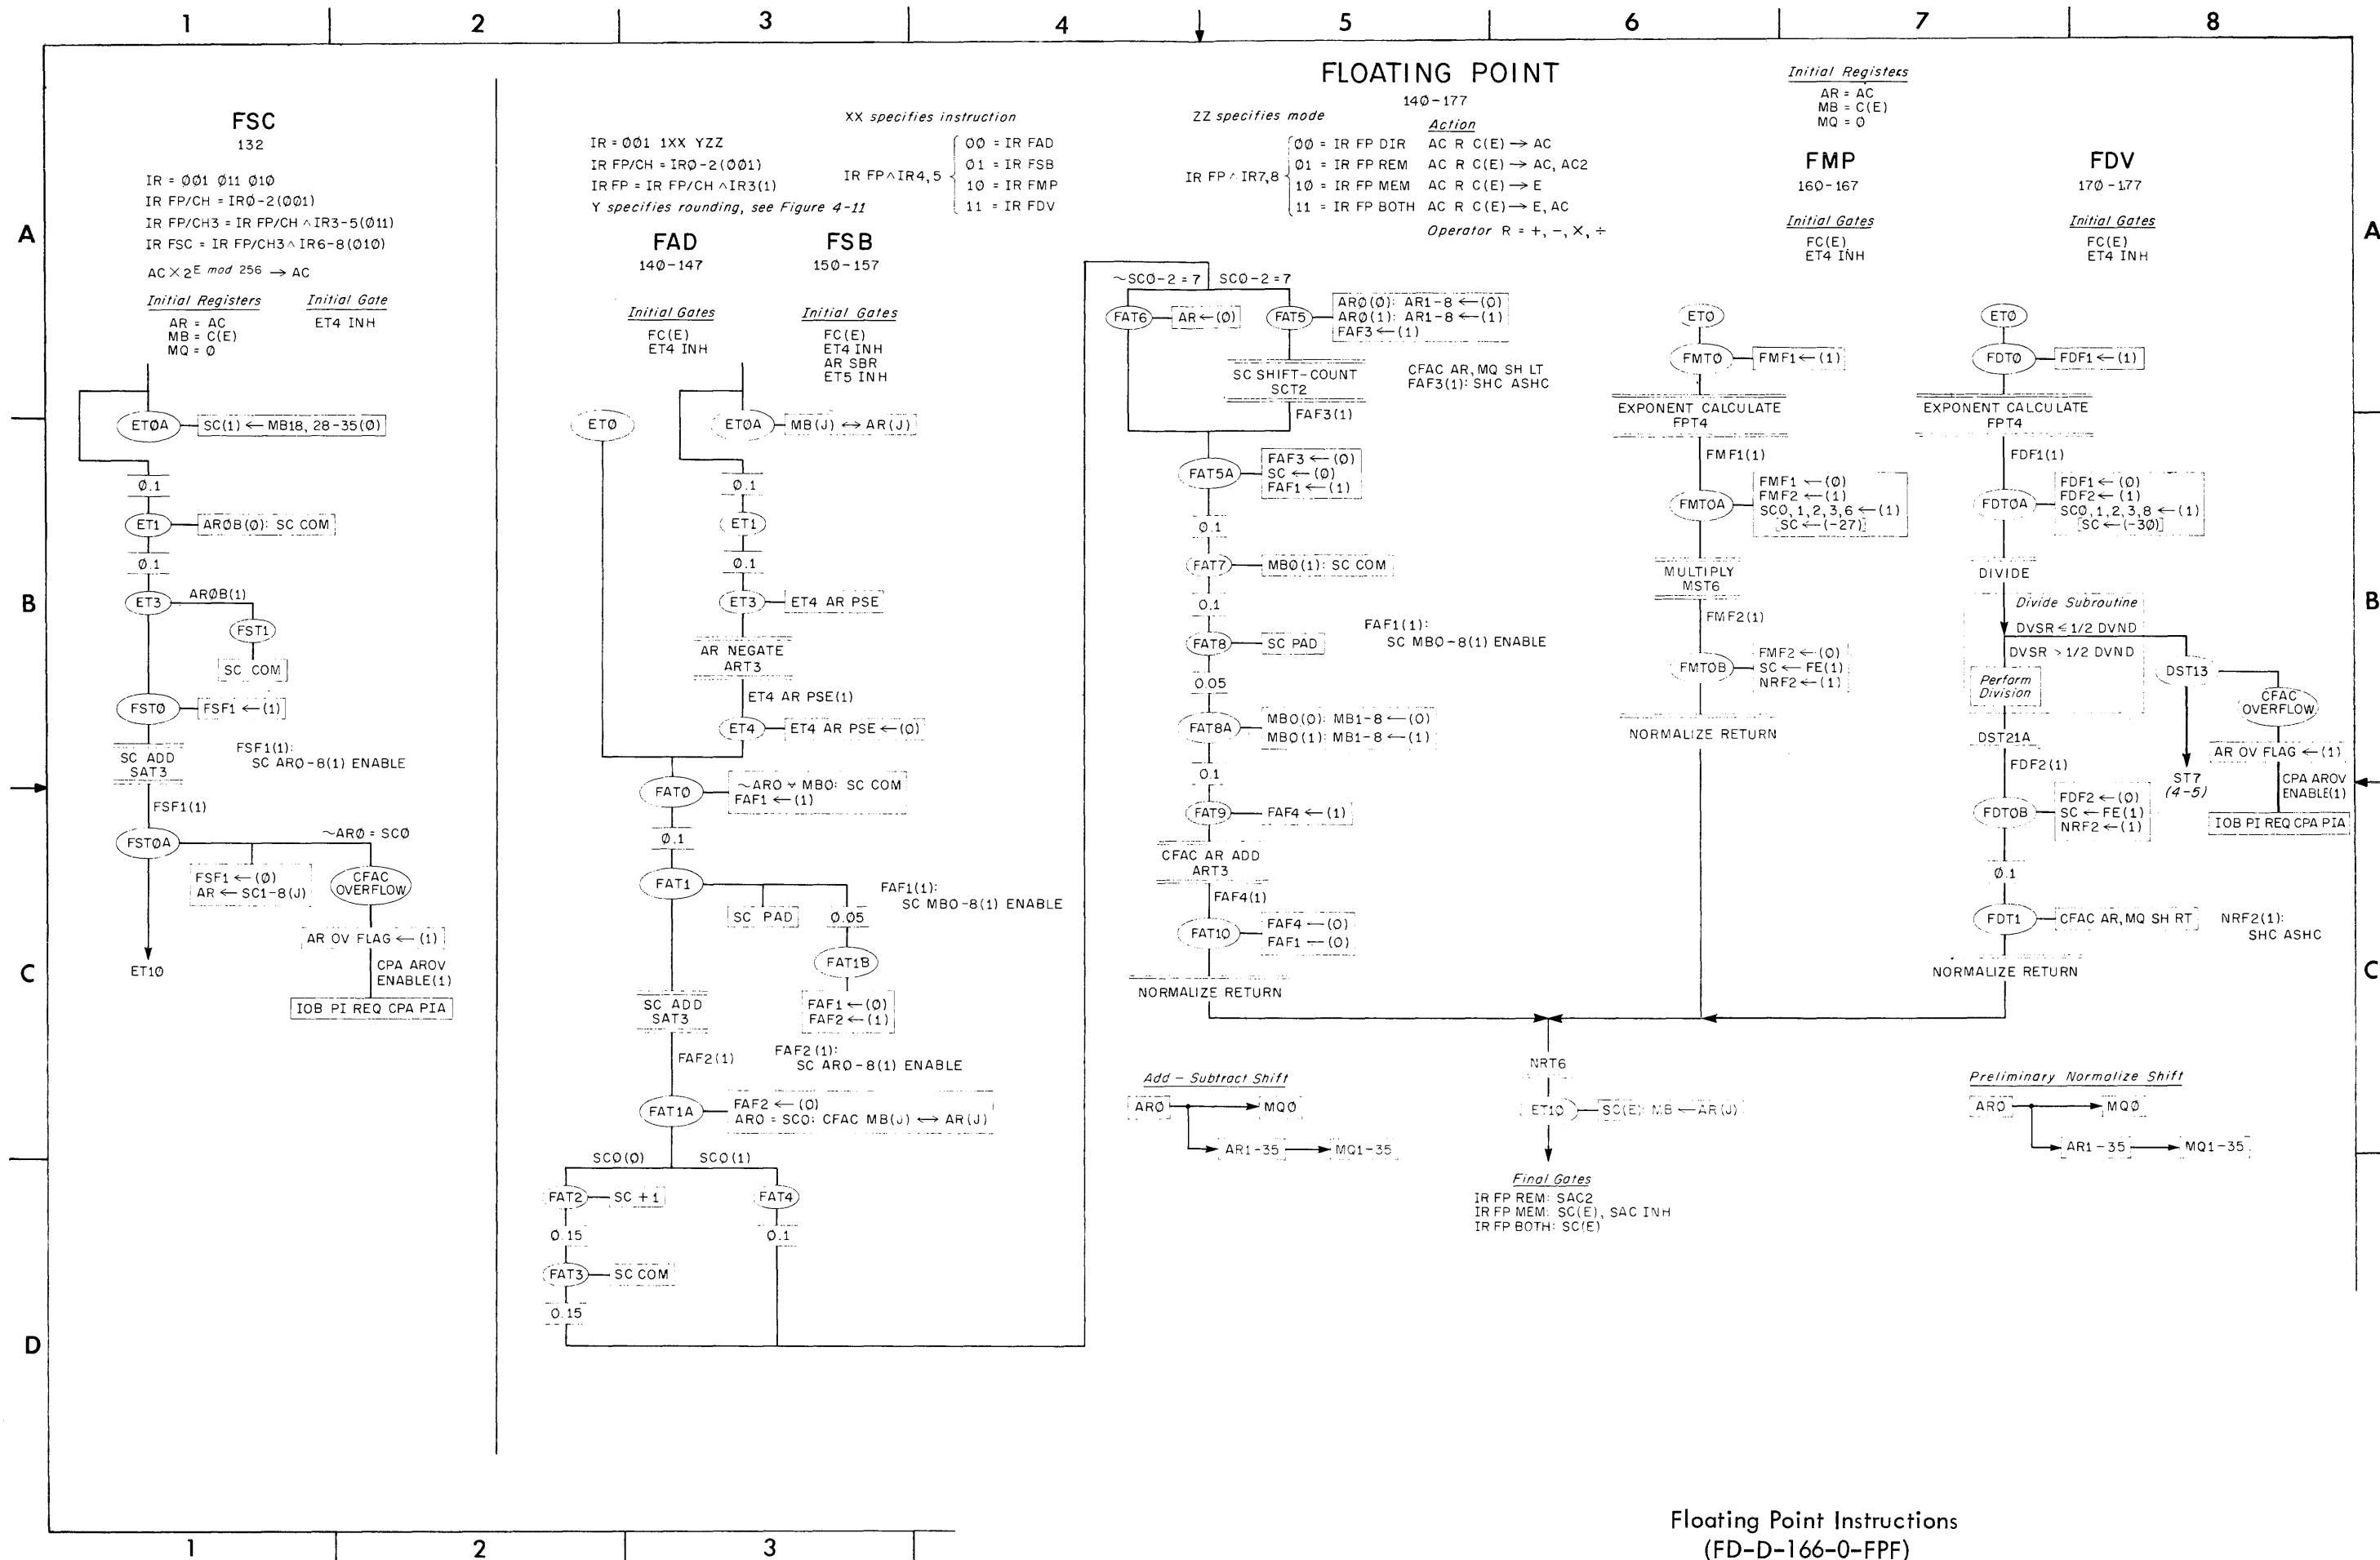 1 2 3 4 5 6 7 8
A
B
C
D
FSC
132
IR = ØØ1 Ø11 Ø1Ø
IR FP/CH = IRØ-2(ØØ1)
IR FP/CH3 = IR FP/CH ∧ IR3-5(Ø11)
IR FSC = IR FP/CH3 ∧ IR6-8(Ø1Ø)
AC × 2^E mod 256 → AC
Initial Registers
AR = AC
MB = C(E)
MQ = Ø
Initial Gate
ET4 INH
ETØA
SC(1) ← MB18, 28-35(Ø)
Ø.1
ET1
ARØB(Ø): SC COM
Ø.1
ET3
ARØB(1)
FST1
SC COM
FSTØ
FSF1 ← (1)
SC ADD
SAT3
FSF1(1):
SC ARØ-8(1) ENABLE
FSF1(1)
FSTØA
~ARØ = SCØ
FSF1 ← (Ø)
AR ← SC1-8(J)
CFAC
OVERFLOW
AR OV FLAG ← (1)
CPA AROV
ENABLE(1)
IOB PI REQ CPA PIA
ET1Ø
FLOATING POINT
14Ø-177
IR = ØØ1 1XX YZZ
IR FP/CH = IRØ-2(ØØ1)
IR FP = IR FP/CH ∧ IR3(1)
Y specifies rounding, see Figure 4-11
XX specifies instruction
IR FP ∧ IR4,5
ØØ = IR FAD
Ø1 = IR FSB
1Ø = IR FMP
11 = IR FDV
ZZ specifies mode
Action
IR FP ∧ IR7,8
ØØ = IR FP DIR AC R C(E) → AC
Ø1 = IR FP REM AC R C(E) → AC, AC2
1Ø = IR FP MEM AC R C(E) → E
11 = IR FP BOTH AC R C(E) → E, AC
Operator R = +, −, ×, ÷
Initial Registers
AR = AC
MB = C(E)
MQ = Ø
FAD
14Ø-147
Initial Gates
FC(E)
ET4 INH
FSB
15Ø-157
Initial Gates
FC(E)
ET4 INH
AR SBR
ET5 INH
ETØ
ETØA
MB(J) ↔ AR(J)
Ø.1
ET1
Ø.1
ET3
ET4 AR PSE
AR NEGATE
ART3
ET4 AR PSE(1)
ET4
ET4 AR PSE ← (Ø)
FATØ
~ARØ ⩝ MBØ: SC COM
FAF1 ← (1)
Ø.1
FAT1
SC PAD
Ø.05
FAF1(1):
SC MBØ-8(1) ENABLE
FAT1B
FAF1 ← (Ø)
FAF2 ← (1)
SC ADD
SAT3
FAF2(1)
FAF2(1):
SC ARØ-8(1) ENABLE
FAT1A
FAF2 ← (Ø)
ARØ = SCØ: CFAC MB(J) ↔ AR(J)
SCØ(Ø)
SCØ(1)
FAT2
SC + 1
FAT4
Ø.15
Ø.1
FAT3
SC COM
Ø.15
~SCØ-2 = 7
SCØ-2 = 7
FAT6
AR ← (Ø)
FAT5
ARØ(Ø): AR1-8 ← (Ø)
ARØ(1): AR1-8 ← (1)
FAF3 ← (1)
SC SHIFT-COUNT
SCT2
CFAC AR, MQ SH LT
FAF3(1): SHC ASHC
FAF3(1)
FAT5A
FAF3 ← (Ø)
SC ← (Ø)
FAF1 ← (1)
Ø.1
FAT7
MBØ(1): SC COM
Ø.1
FAT8
SC PAD
FAF1(1):
SC MBØ-8(1) ENABLE
Ø.05
FAT8A
MBØ(Ø): MB1-8 ← (Ø)
MBØ(1): MB1-8 ← (1)
Ø.1
FAT9
FAF4 ← (1)
CFAC AR ADD
ART3
FAF4(1)
FAT1Ø
FAF4 ← (Ø)
FAF1 ← (Ø)
NORMALIZE RETURN
FMP
16Ø-167
Initial Gates
FC(E)
ET4 INH
ETØ
FMTØ
FMF1 ← (1)
EXPONENT CALCULATE
FPT4
FMF1(1)
FMTØA
FMF1 ← (Ø)
FMF2 ← (1)
SCØ,1,2,3,6 ← (1)
[SC ← (-27)]
MULTIPLY
MST6
FMF2(1)
FMTØB
FMF2 ← (Ø)
SC ← FE(1)
NRF2 ← (1)
NORMALIZE RETURN
FDV
17Ø-177
Initial Gates
FC(E)
ET4 INH
ETØ
FDTØ
FDF1 ← (1)
EXPONENT CALCULATE
FPT4
FDF1(1)
FDTØA
FDF1 ← (Ø)
FDF2 ← (1)
SCØ,1,2,3,8 ← (1)
[SC ← (-3Ø)]
DIVIDE
Divide Subroutine
DVSR ≤ 1/2 DVND
DVSR > 1/2 DVND
Perform
Division
DST13
CFAC
OVERFLOW
AR OV FLAG ← (1)
CPA AROV
ENABLE(1)
IOB PI REQ CPA PIA
ST7
(4-5)
DST21A
FDF2(1)
FDTØB
FDF2 ← (Ø)
SC ← FE(1)
NRF2 ← (1)
Ø.1
FDT1
CFAC AR, MQ SH RT
NRF2(1):
SHC ASHC
NORMALIZE RETURN
NRT6
ET1Ø
SC(E): MB ← AR(J)
Final Gates
IR FP REM: SAC2
IR FP MEM: SC(E), SAC INH
IR FP BOTH: SC(E)
Add - Subtract Shift
ARØ MQØ
AR1-35 MQ1-35
Preliminary Normalize Shift
ARØ MQØ
AR1-35 MQ1-35
A
B
C
1 2 3
Floating Point Instructions
(FD-D-166-0-FPF)